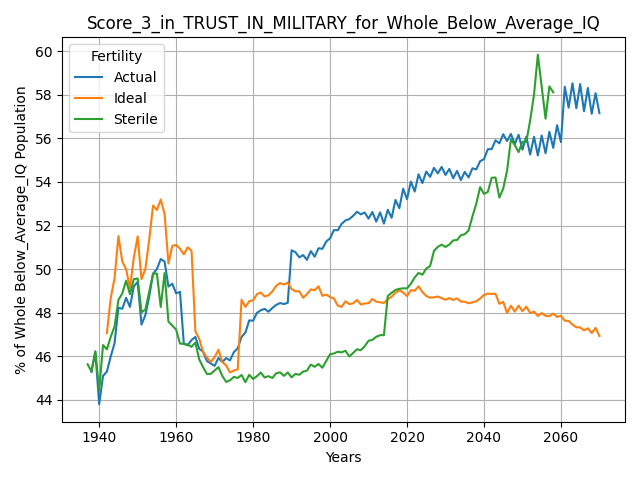 Score_3_in_TRUST_IN_MILITARY_for_Whole_Below_Average_IQ
% of Whole Below_Average_IQ Population
60
58
56
54
52
50
48
46
44
Fertility
Actual
Ideal
Sterile
1940
1960
1980
2000
2020
2040
2060
Years